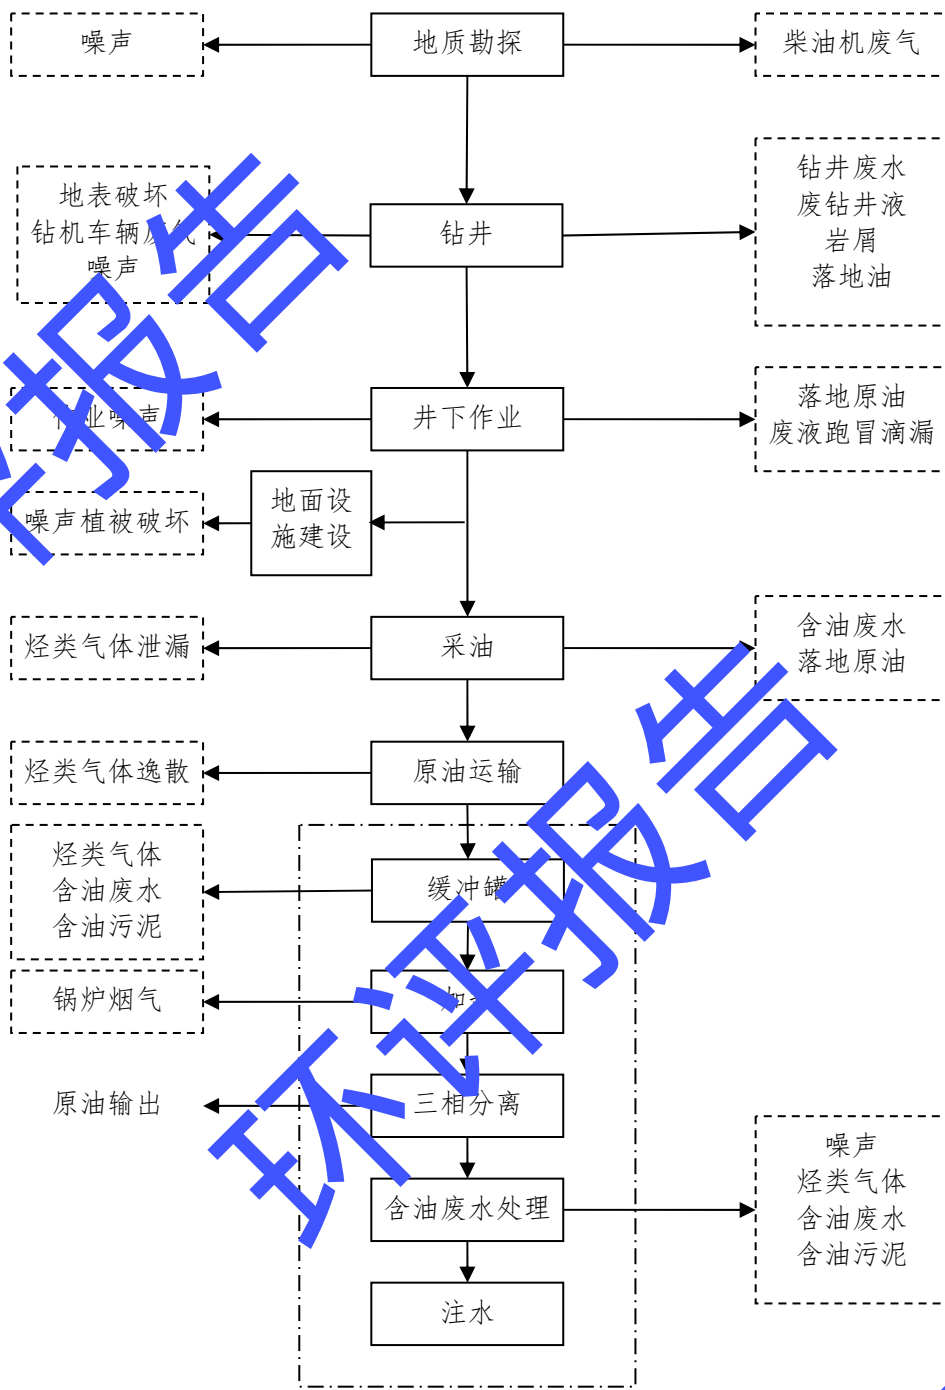 噪声
地质勘探
柴油机废气
地表破坏
钻机车辆废气
噪声
钻井
钻井废水
废钻井液
岩屑
落地油
作业噪声
井下作业
落地原油
废液跑冒滴漏
噪声植被破坏
地面设
施建设
烃类气体泄漏
采油
含油废水
落地原油
烃类气体逸散
原油运输
烃类气体
含油废水
含油污泥
缓冲罐
锅炉烟气
原油输出
三相分离
含油废水处理
噪声
烃类气体
含油废水
含油污泥
注水
报告
环评报告